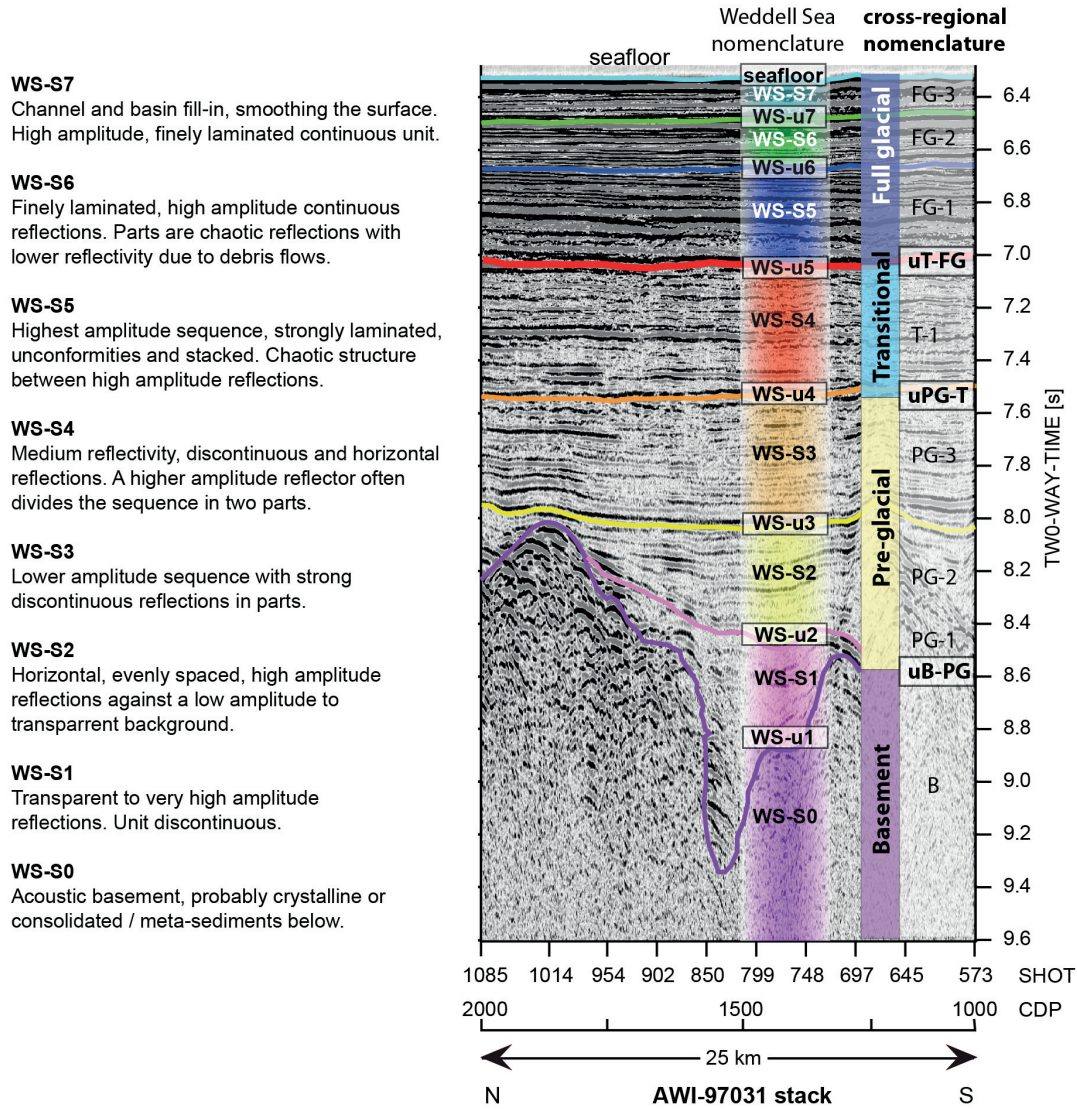 WS-S7
Channel and basin fill-in, smoothing the surface.
High amplitude, finely laminated continuous unit.
WS-S6
Finely laminated, high amplitude continuous
reflections. Parts are chaotic reflections with
lower reflectivity due to debris flows.
WS-S5
Highest amplitude sequence, strongly laminated,
unconformities and stacked. Chaotic structure
between high amplitude reflections.
WS-S4
Medium reflectivity, discontinuous and horizontal
reflections. A higher amplitude reflector often
divides the sequence in two parts.
WS-S3
Lower amplitude sequence with strong
discontinuous reflections in parts.
WS-S2
Horizontal, evenly spaced, high amplitude
reflections against a low amplitude to
transparrent background.
WS-S1
Transparent to very high amplitude
reflections. Unit discontinuous.
WS-S0
Acoustic basement, probably crystalline or
consolidated / meta-sediments below.
seafloor
Weddell Sea
nomenclature
cross-regional
nomenclature
seafloor
WS-S7
WS-u7
WS-S6
WS-u6
WS-S5
WS-u5
WS-S4
WS-u4
WS-S3
WS-u3
WS-S2
WS-u2
WS-S1
WS-u1
WS-S0
Full glacial
Transitional
Pre-glacial
Basement
FG-3
FG-2
FG-1
uT-FG
T-1
uPG-T
PG-3
PG-2
PG-1
uB-PG
B
6.4
6.6
6.8
7.0
7.2
7.4
7.6
7.8
8.0
8.2
8.4
8.6
8.8
9.0
9.2
9.4
9.6
TWO-WAY-TIME [s]
1085 1014 954 902 850 799 748 697 645 573 SHOT
2000 1500 1000 CDP
25 km
N AWI-97031 stack S